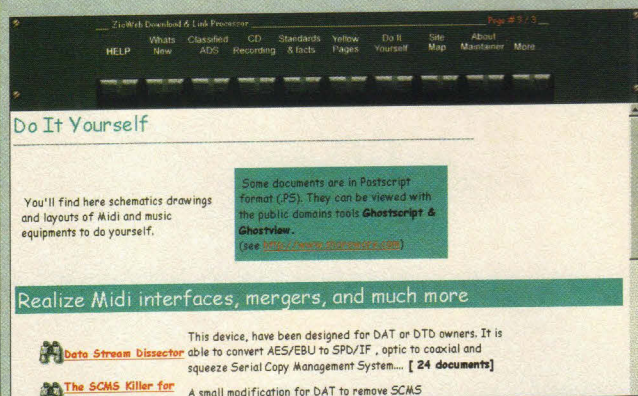 ZicWeb Download & Link Processor
Page # 3 / 3
HELP
Whats New
Classified ADS
CD Recording
Standards & facts
Yellow Pages
Do It Yourself
Site Map
About Maintainer
More
Do It Yourself
You'll find here schematics drawings
and layouts of Midi and music
equipments to do yourself.
Some documents are in Postscript
format (.PS). They can be viewed with
the public domains tools Ghostscript &
Ghostview.
(see
Realize Midi interfaces, mergers, and much more
Data Stream Dissector
This device, have been designed for DAT or DTD owners. It is
able to convert AES/EBU to SPD/IF , optic to coaxial and
squeeze Serial Copy Management System.... [ 24 documents]
The SCMS Killer for
A small modification for DAT to remove SCMS